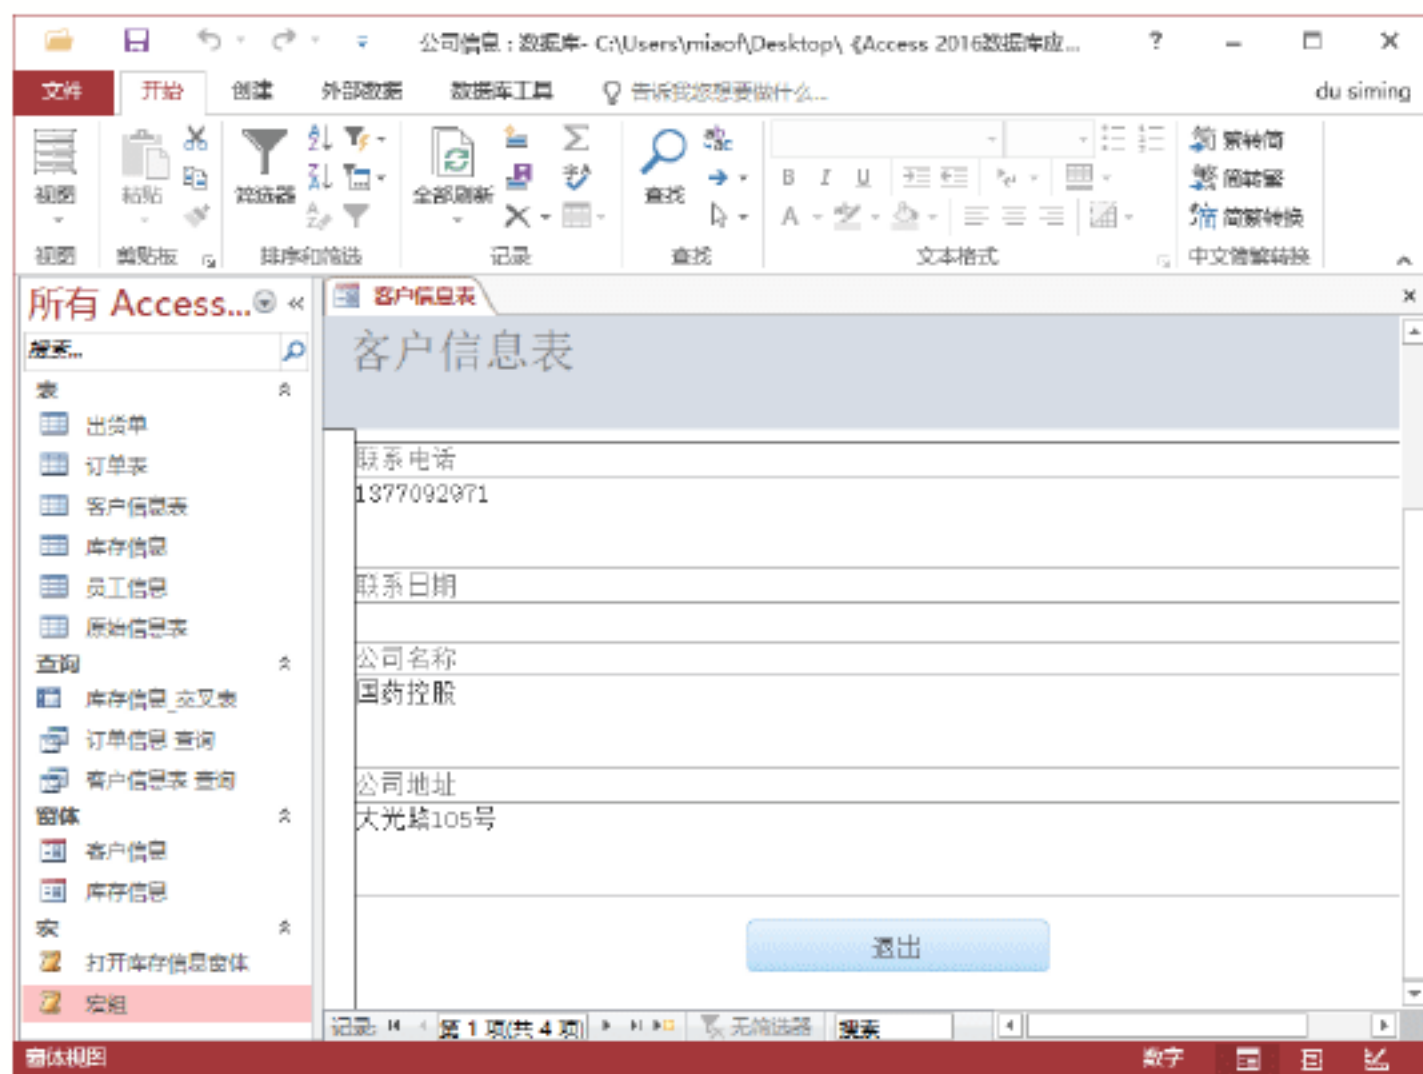 公司信息 : 数据库- C:\Users\miaof\Desktop\《Access 2016数据库应... ?
文件 开始 创建 外部数据 数据库工具 告诉我您想要做什么... du siming
视图 粘贴 筛选器 全部刷新 查找 B I U A 繁转简
简转繁
简繁转换
视图 剪贴板 排序和筛选 记录 查找 文本格式 中文简繁转换
所有 Access...
搜索...
表
出货单
订单表
客户信息表
库存信息
员工信息
原始信息表
查询
库存信息_交叉表
订单信息 查询
客户信息表 查询
窗体
客户信息
库存信息
宏
打开库存信息窗体
宏组
客户信息表
客户信息表
联系电话
1377092971
联系日期
公司名称
国药控股
公司地址
大光路105号
退出
记录: 第 1 项(共 4 项) 无筛选器 搜索
窗体视图 数字